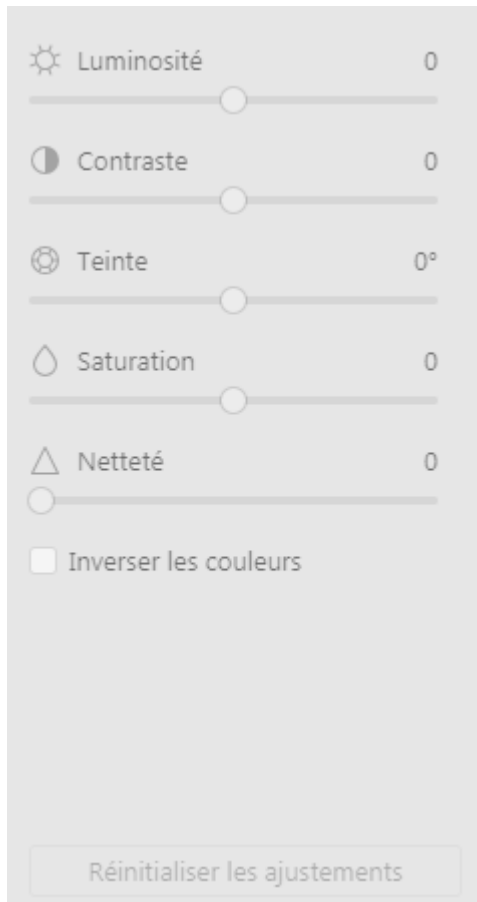 Luminosité 0
Contraste 0
Teinte 0°
Saturation 0
Netteté 0
Inverser les couleurs
Réinitialiser les ajustements